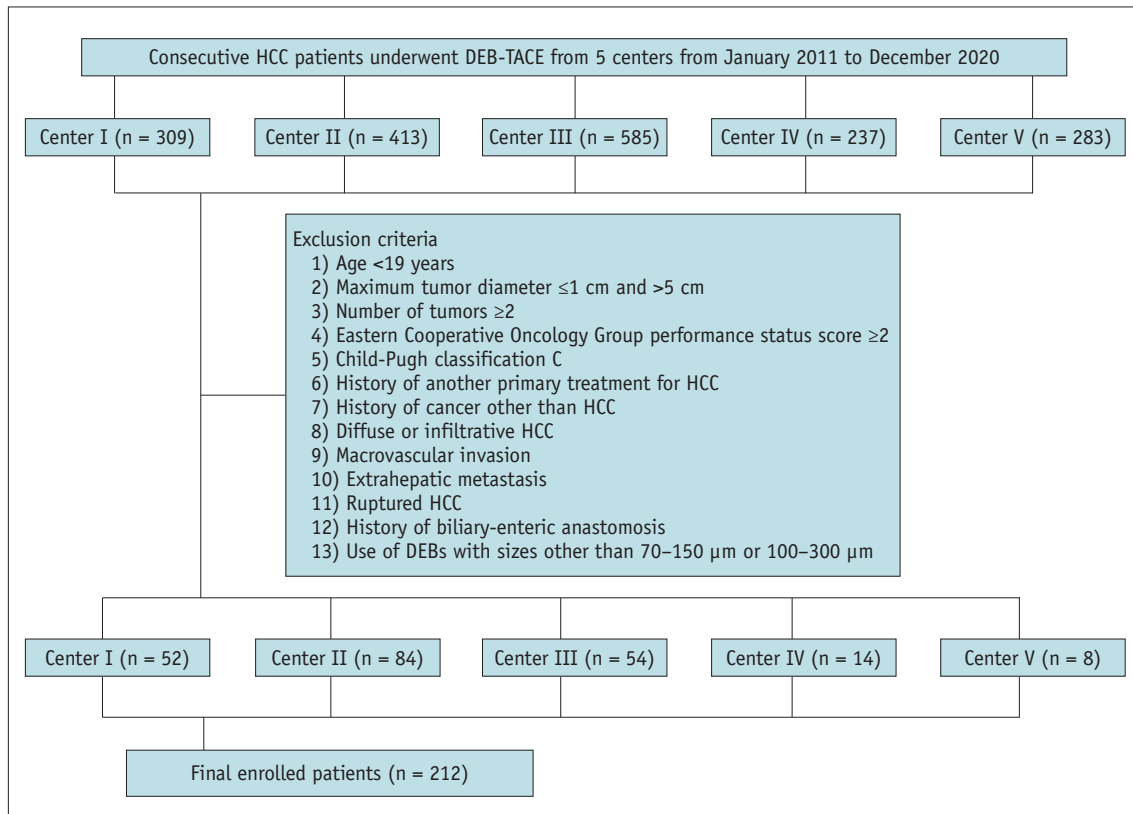 Consecutive HCC patients underwent DEB-TACE from 5 centers from January 2011 to December 2020
Center I (n = 309)
Center II (n = 413)
Center III (n = 585)
Center IV (n = 237)
Center V (n = 283)
Exclusion criteria
1) Age <19 years
2) Maximum tumor diameter ≤1 cm and >5 cm
3) Number of tumors ≥2
4) Eastern Cooperative Oncology Group performance status score ≥2
5) Child-Pugh classification C
6) History of another primary treatment for HCC
7) History of cancer other than HCC
8) Diffuse or infiltrative HCC
9) Macrovascular invasion
10) Extrahepatic metastasis
11) Ruptured HCC
12) History of biliary-enteric anastomosis
13) Use of DEBs with sizes other than 70–150 μm or 100–300 μm
Center I (n = 52)
Center II (n = 84)
Center III (n = 54)
Center IV (n = 14)
Center V (n = 8)
Final enrolled patients (n = 212)